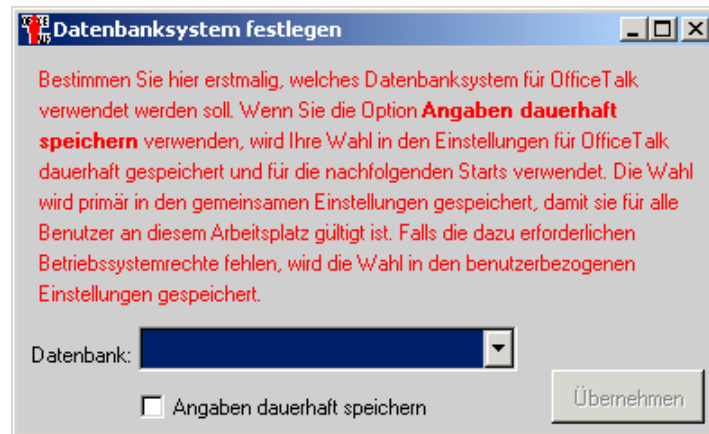 Datenbanksystem festlegen
Bestimmen Sie hier erstmalig, welches Datenbanksystem für OfficeTalk
verwendet werden soll. Wenn Sie die Option Angaben dauerhaft
speichern verwenden, wird Ihre Wahl in den Einstellungen für OfficeTalk
dauerhaft gespeichert und für die nachfolgenden Starts verwendet. Die Wahl
wird primär in den gemeinsamen Einstellungen gespeichert, damit sie für alle
Benutzer an diesem Arbeitsplatz gültigt ist. Falls die dazu erforderlichen
Betriebssystemrechte fehlen, wird die Wahl in den benutzerbezogenen
Einstellungen gespeichert.
Datenbank:
Angaben dauerhaft speichern
Übernehmen